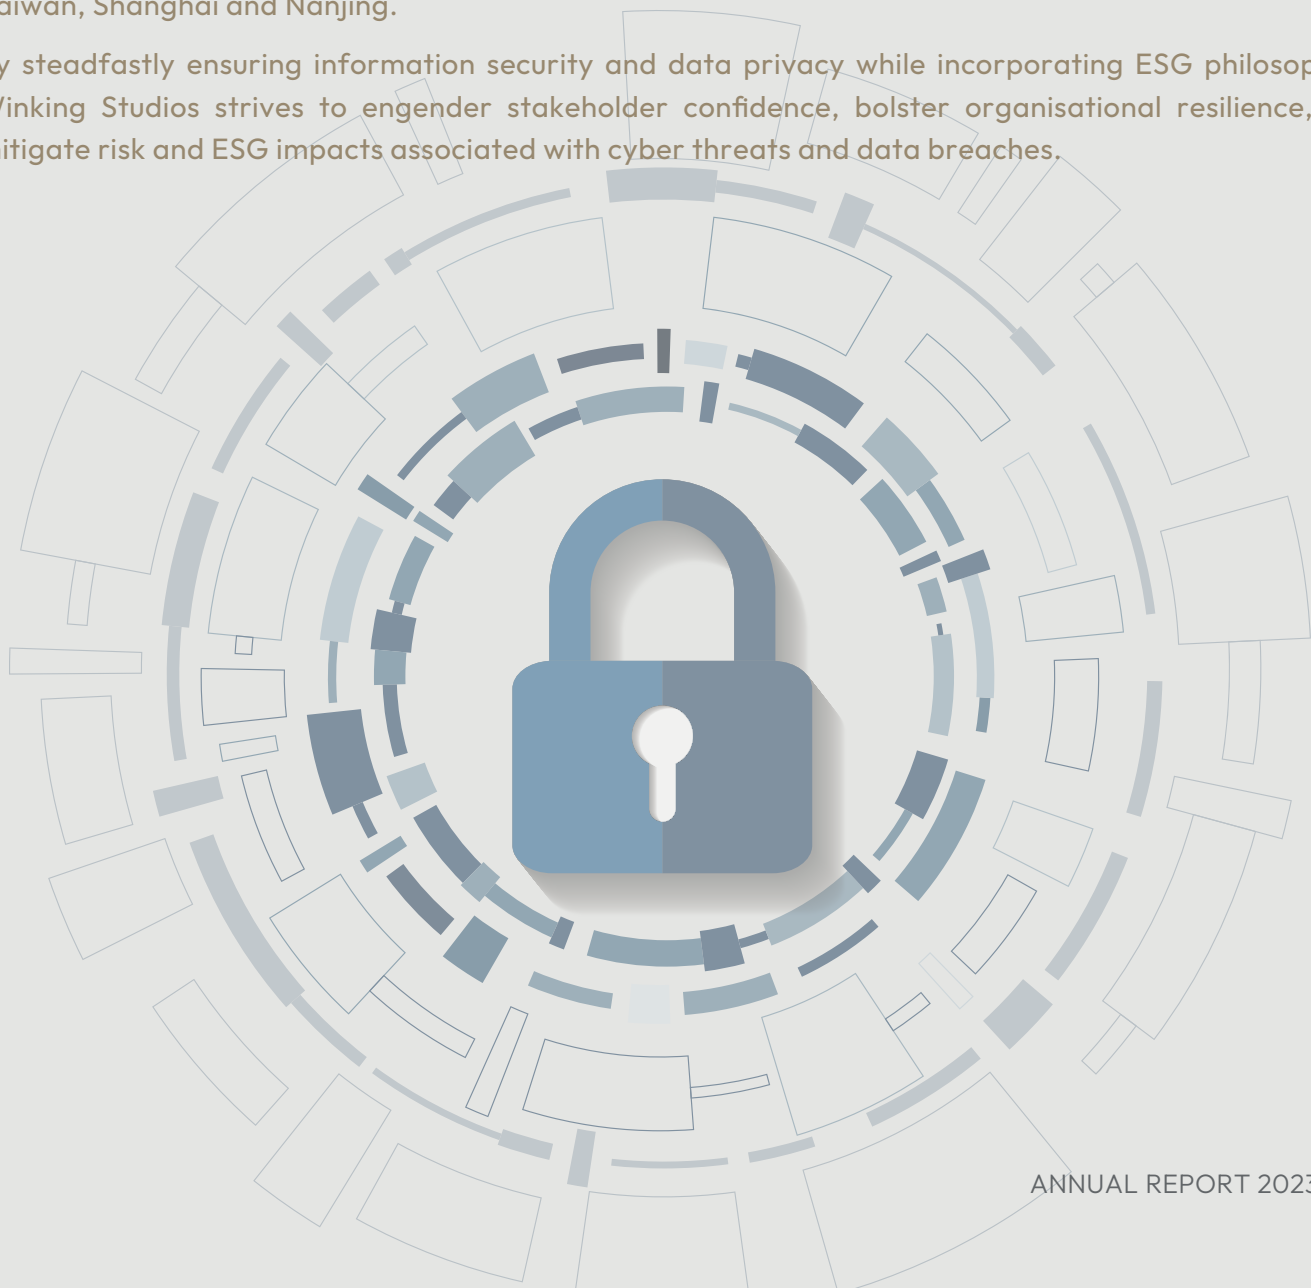 aiwan, Shanghai and Nanjing.
y steadfastly ensuring information security and data privacy while incorporating ESG philosop
inking Studios strives to engender stakeholder confidence, bolster organisational resilience,
itigate risk and ESG impacts associated with cyber threats and data breaches.
ANNUAL REPORT 2023